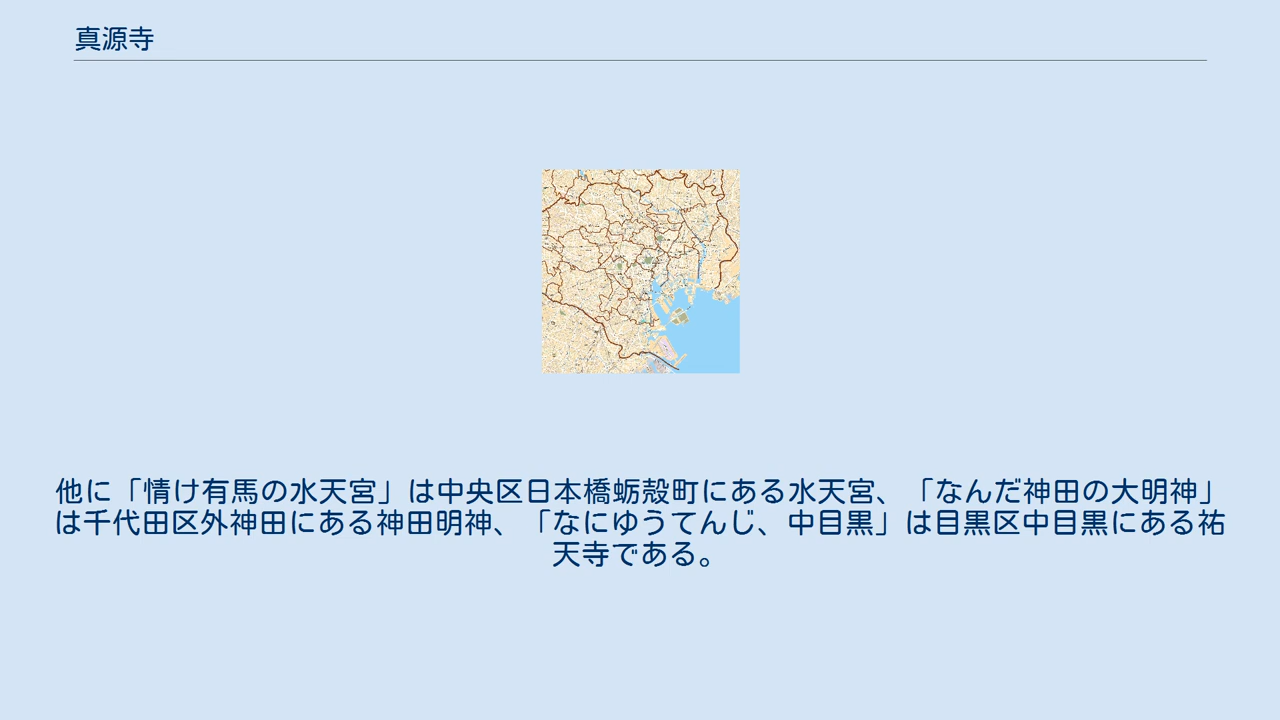 真源寺
他に「情け有馬の水天宮」は中央区日本橋蛎殻町にある水天宮、「なんだ神田の大明神」
は千代田区外神田にある神田明神、「なにゆうてんじ、中目黒」は目黒区中目黒にある祐
天寺である。